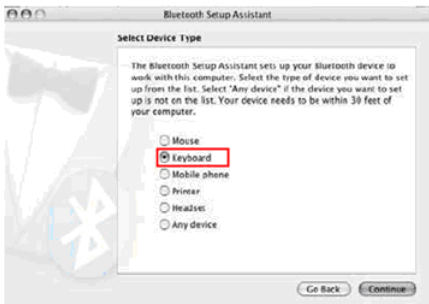 Bluetooth Setup Assistant
Select Device Type
The Bluetooth Setup Assistant sets up your Bluetooth device to
work with this computer. Select the type of device you want to set
up from the list. Select "Any device" if the device you want to set
up is not on the list. Your device needs to be within 30 feet of
your computer.
Mouse
Keyboard
Mobile phone
Printer
Headset
Any device
Go Back
Continue